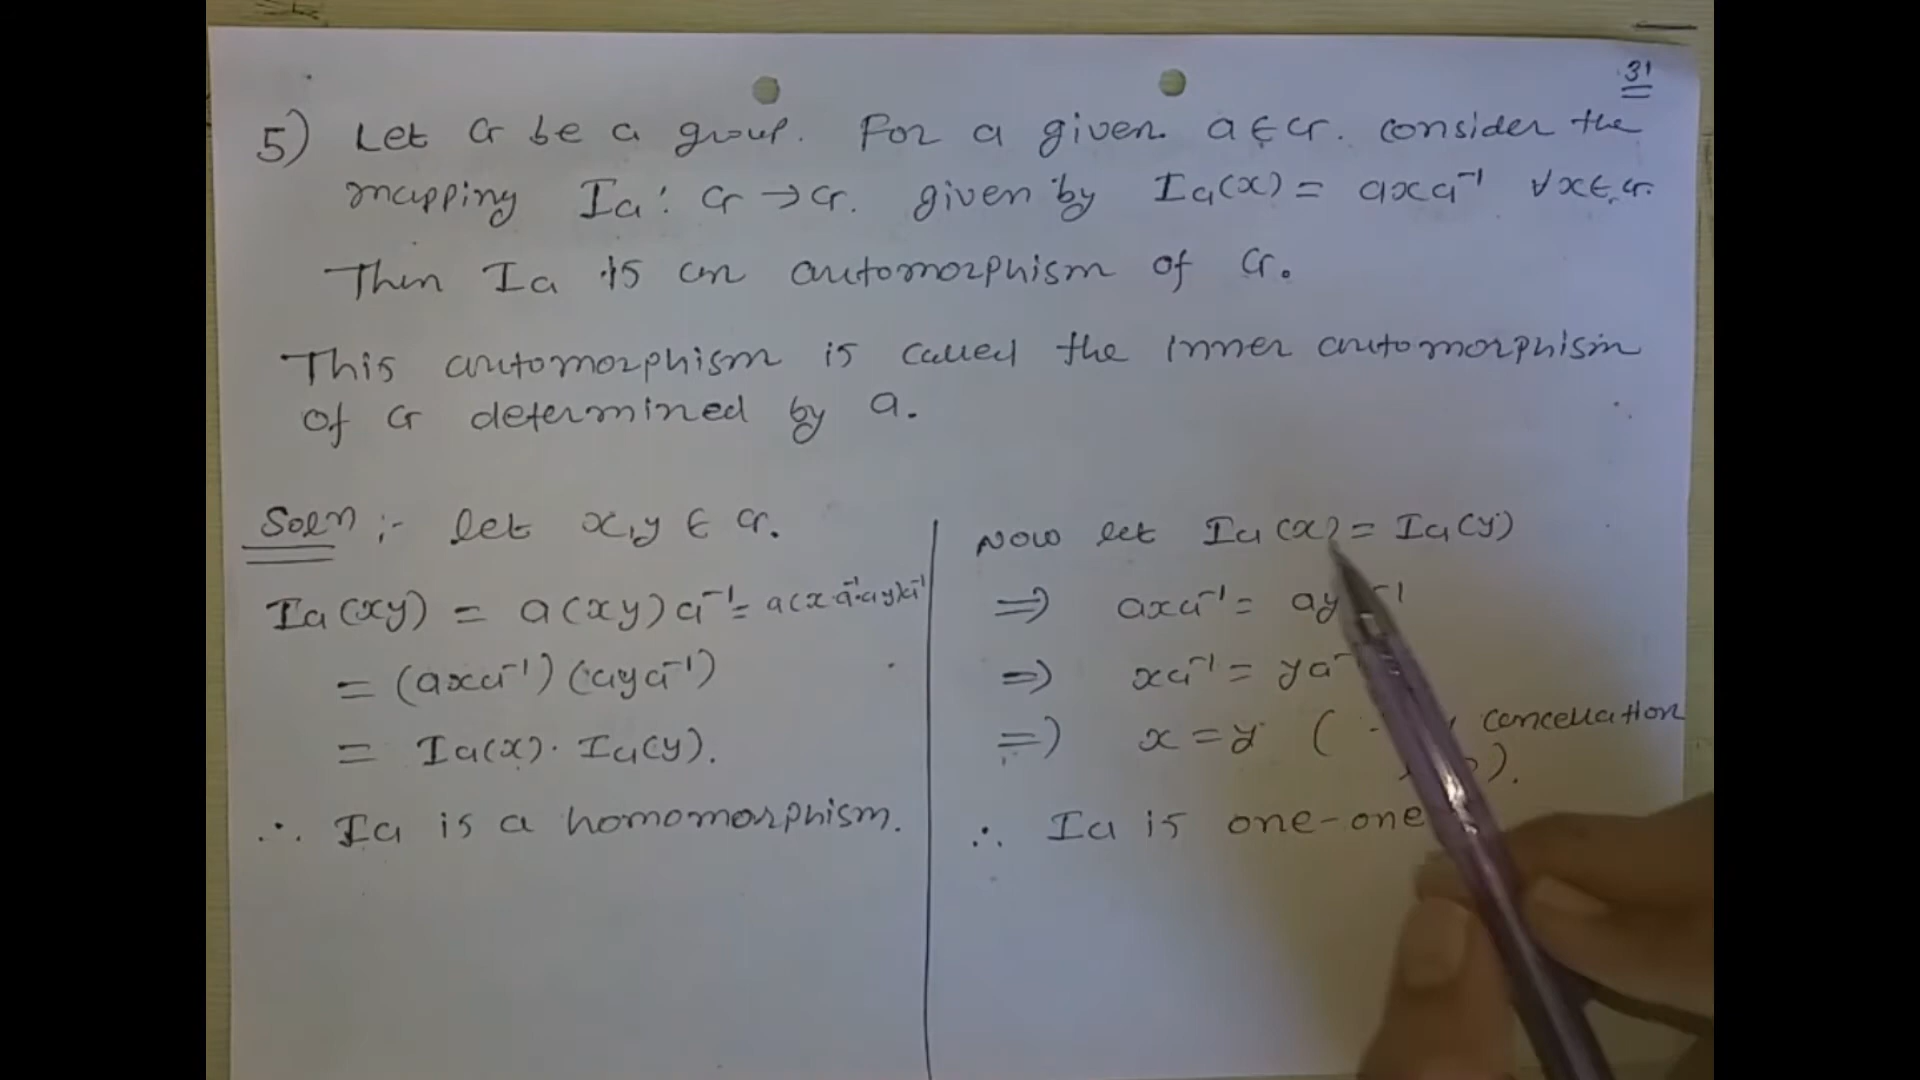 31
5) Let G be a group. For a given a∈G. consider the
mapping Ia : G → G. given by Ia(x) = axa⁻¹ ∀x∈G.
Then Ia is an automorphism of G.
This automorphism is called the inner automorphism
of G determined by a.
Soln :- let x,y ∈ G.
Ia(xy) = a(xy)a⁻¹ = a(x·a⁻¹·ay)a⁻¹
= (axa⁻¹)(aya⁻¹)
= Ia(x)·Ia(y).
∴ Ia is a homomorphism.
Now let Ia(x) = Ia(y)
⇒ axa⁻¹ = ay⁻¹
⇒ xa⁻¹ = ya⁻
⇒ x = y ( cancellation
).
∴ Ia is one-one